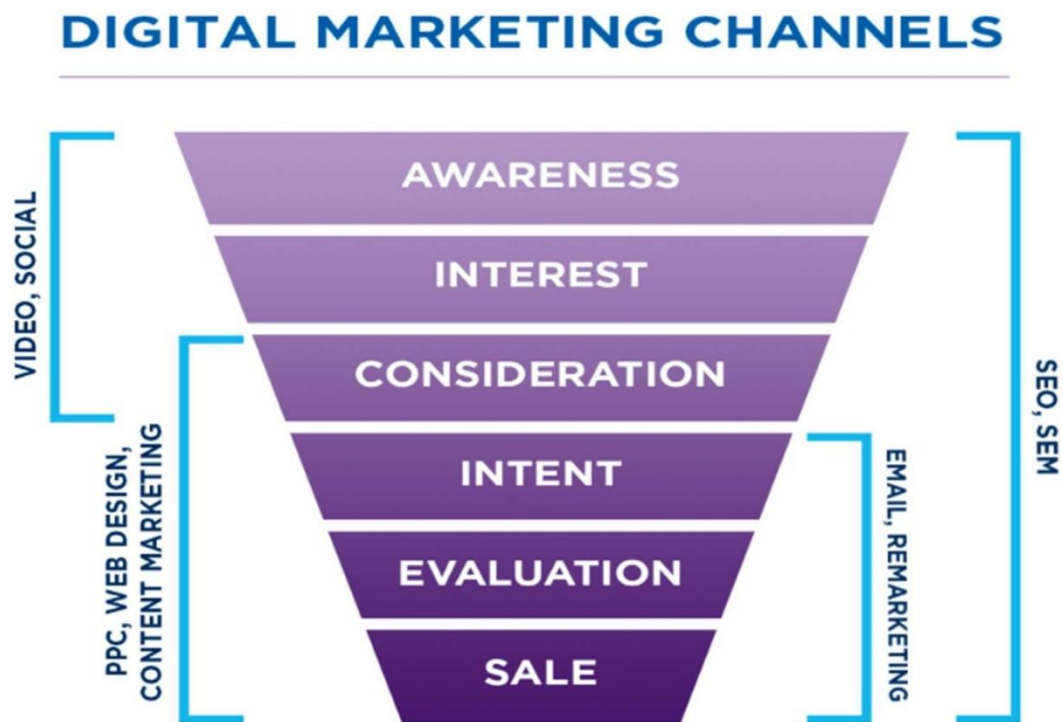 DIGITAL MARKETING CHANNELS
AWARENESS
INTEREST
CONSIDERATION
INTENT
EVALUATION
SALE
VIDEO, SOCIAL
PPC, WEB DESIGN,
CONTENT MARKETING
EMAIL, REMARKETING
SEO, SEM